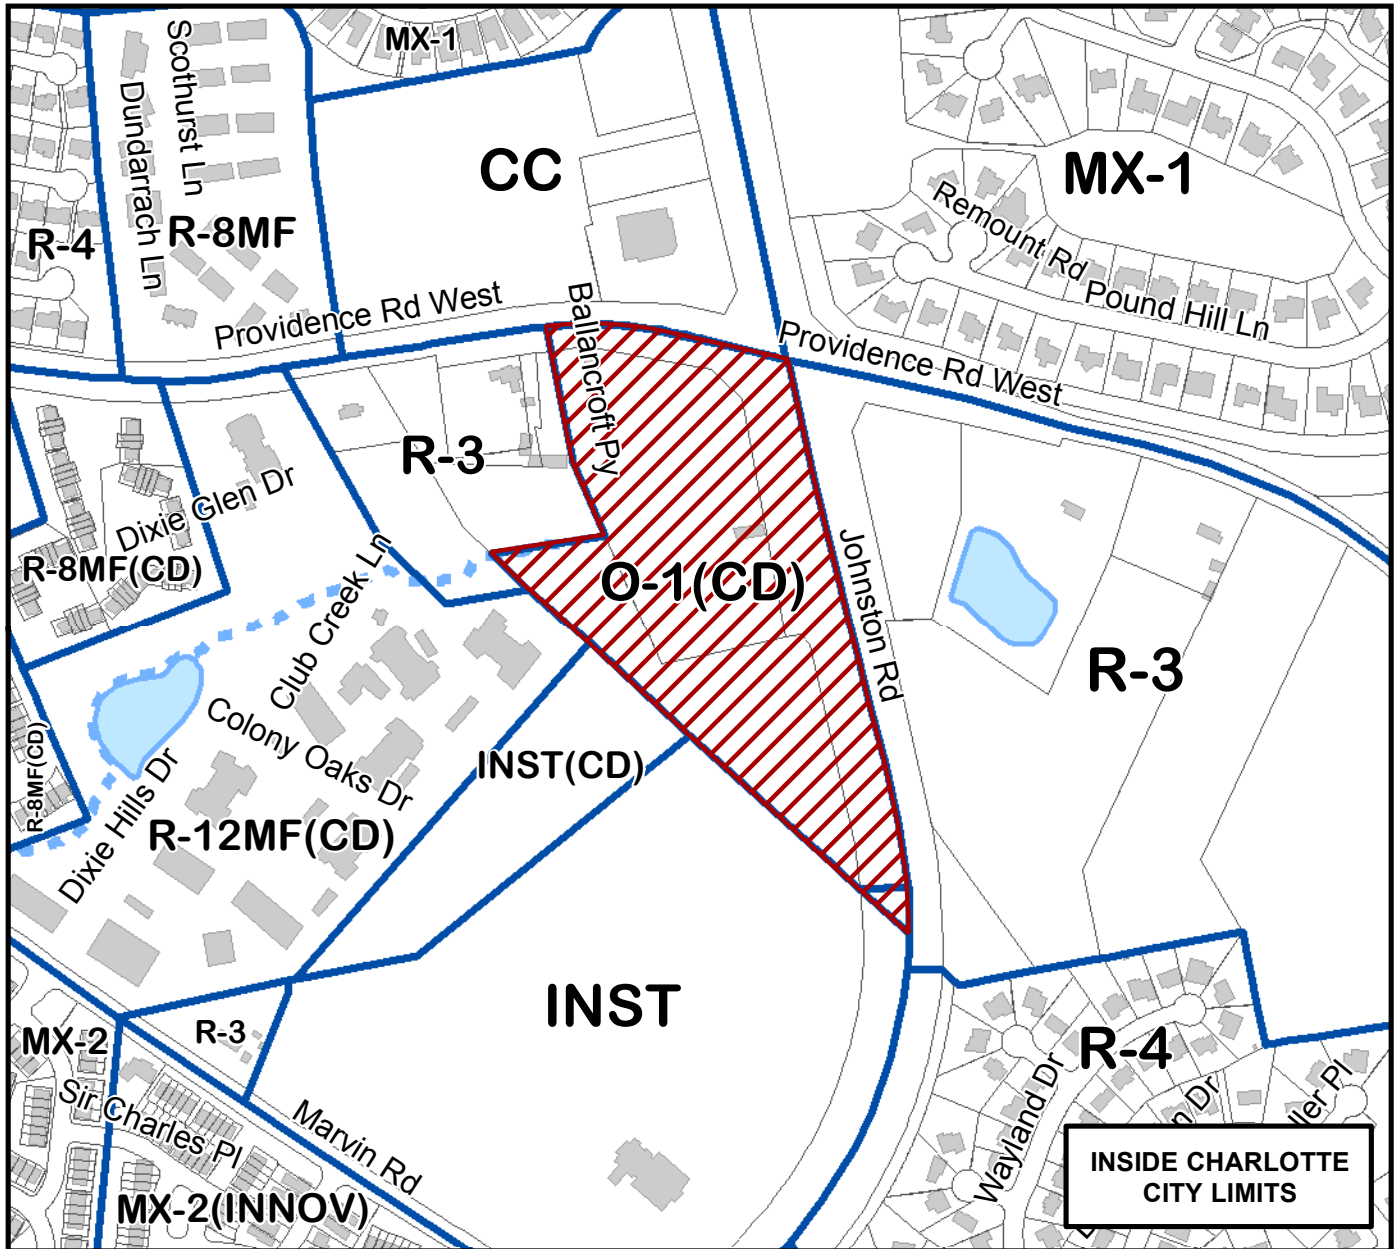 MX-1
Scothurst Ln
Dundarrach Ln
CC
MX-1
R-4
R-8MF
Remount Rd
Pound Hill Ln
Providence Rd West
Ballancroft Py
Providence Rd West
R-3
Dixie Glen Dr
R-8MF(CD)
Club Creek Ln
O-1(CD)
Johnston Rd
R-3
Colony Oaks Dr
INST(CD)
R-8MF(CD)
Dixie Hills Dr
R-12MF(CD)
INST
R-3
MX-2
R-4
Sir Charles Pl
Marvin Rd
Wayland Dr
n Dr
ller Pl
MX-2(INNOV)
INSIDE CHARLOTTE
CITY LIMITS